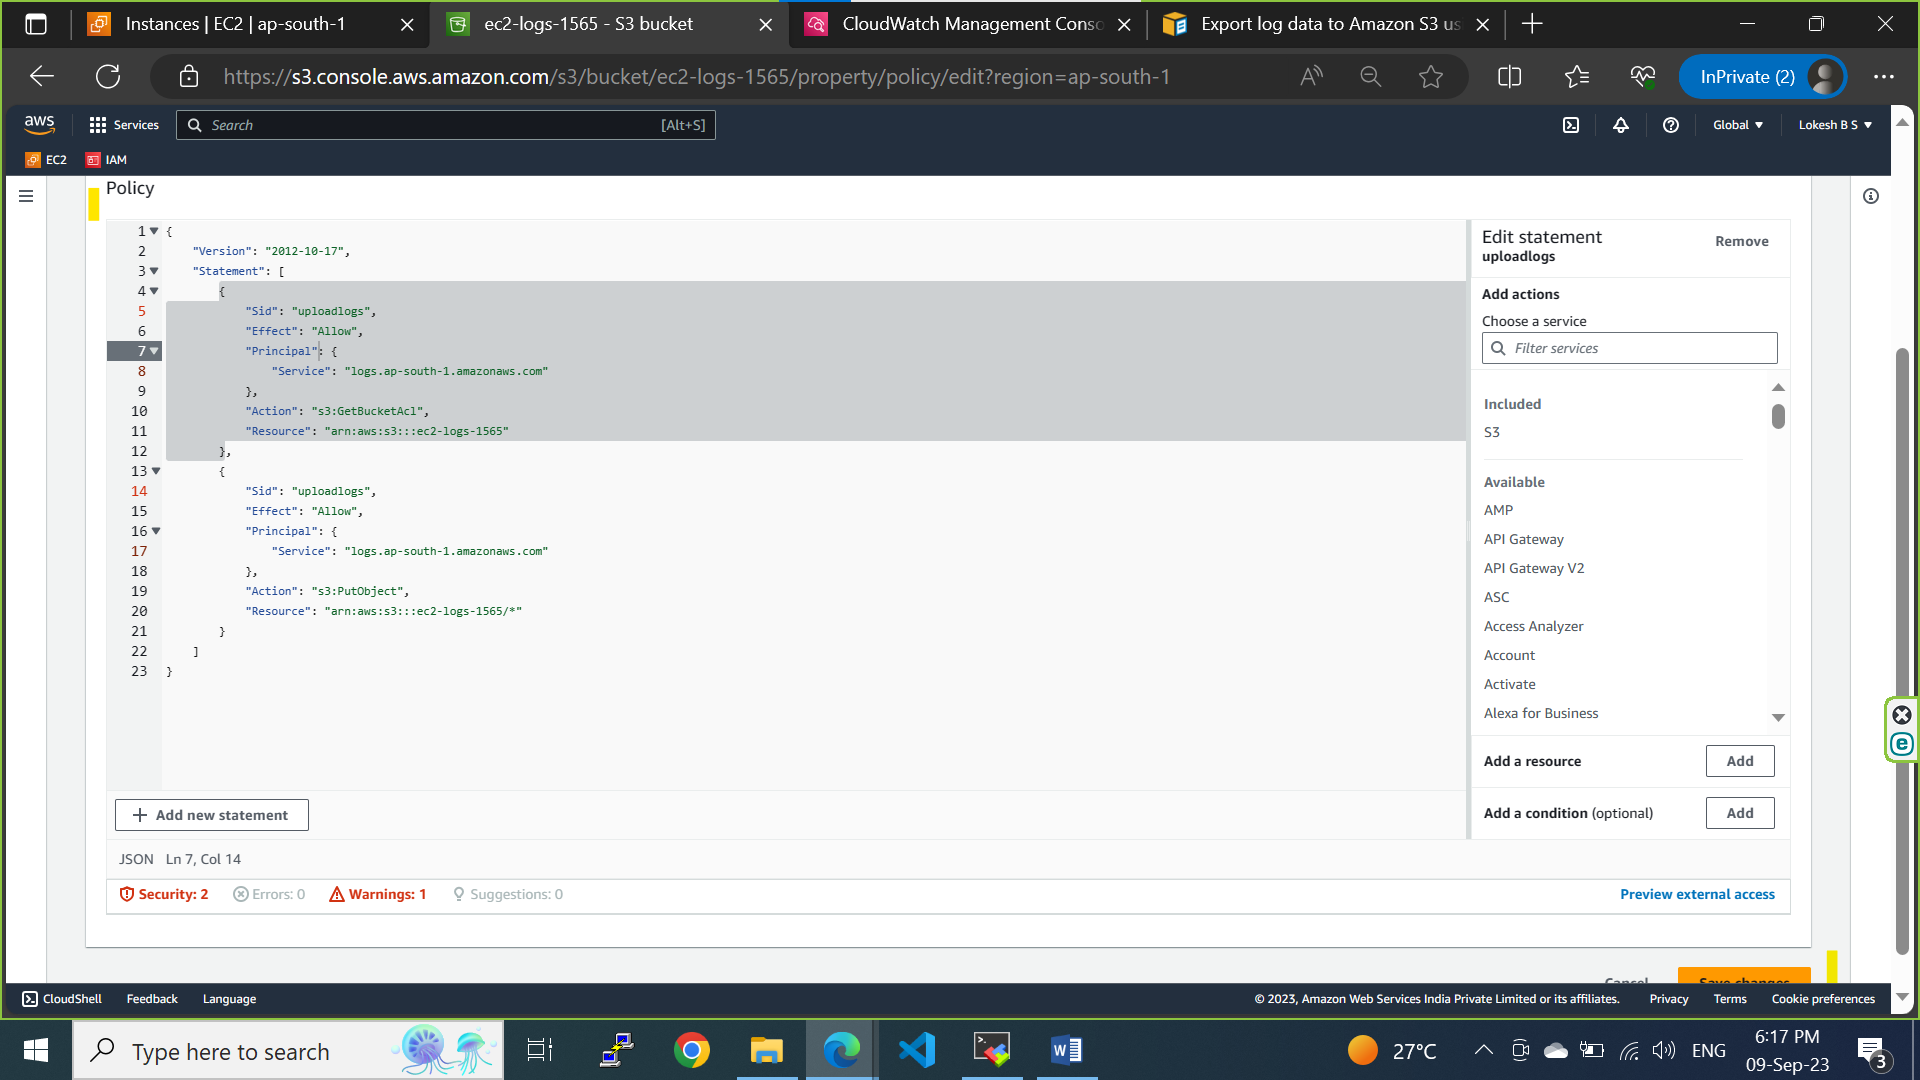 Instances | EC2 | ap-south-1
ec2-logs-1565 - S3 bucket
CloudWatch Management Conso
Export log data to Amazon S3 us
https://s3.console.aws.amazon.com/s3/bucket/ec2-logs-1565/property/policy/edit?region=ap-south-1
InPrivate (2)
aws
Services
Search
[Alt+S]
Global
Lokesh B S
EC2
IAM
Policy
1 {
2 "Version": "2012-10-17",
3 "Statement": [
4 {
5 "Sid": "uploadlogs",
6 "Effect": "Allow",
7 "Principal": {
8 "Service": "logs.ap-south-1.amazonaws.com"
9 },
10 "Action": "s3:GetBucketAcl",
11 "Resource": "arn:aws:s3:::ec2-logs-1565"
12 },
13 {
14 "Sid": "uploadlogs",
15 "Effect": "Allow",
16 "Principal": {
17 "Service": "logs.ap-south-1.amazonaws.com"
18 },
19 "Action": "s3:PutObject",
20 "Resource": "arn:aws:s3:::ec2-logs-1565/*"
21 }
22 ]
23 }
Edit statement
uploadlogs
Remove
Add actions
Choose a service
Filter services
Included
S3
Available
AMP
API Gateway
API Gateway V2
ASC
Access Analyzer
Account
Activate
Alexa for Business
Add a resource
Add
Add a condition (optional)
Add
+ Add new statement
JSON Ln 7, Col 14
Security: 2
Errors: 0
Warnings: 1
Suggestions: 0
Preview external access
Cancel
Save changes
CloudShell
Feedback
Language
© 2023, Amazon Web Services India Private Limited or its affiliates.
Privacy
Terms
Cookie preferences
Type here to search
27°C
ENG
6:17 PM
09-Sep-23
3